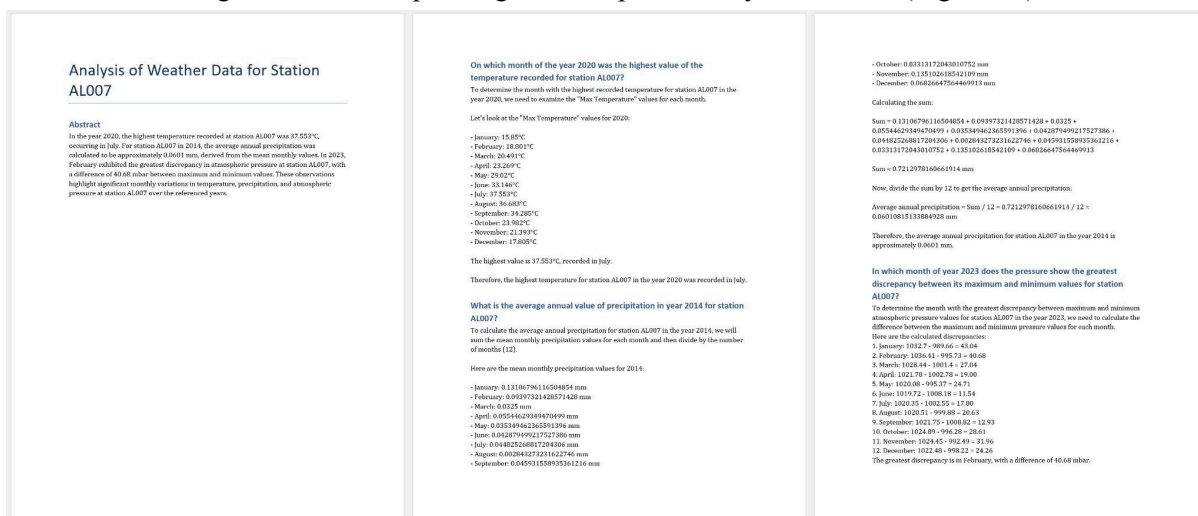 Analysis of Weather Data for Station
AL007
Abstract
In the year 2020, the highest temperature recorded at station AL007 was 37.553°C,
occurring in July. For station AL007 in 2014, the average annual precipitation was
calculated to be approximately 0.0601 mm, derived from the mean monthly values. In 2023,
February exhibited the greatest discrepancy in atmospheric pressure at station AL007, with
a difference of 40.68 mbar between maximum and minimum values. These observations
highlight significant monthly variations in temperature, precipitation, and atmospheric
pressure at station AL007 over the referenced years.
On which month of the year 2020 was the highest value of the
temperature recorded for station AL007?
To determine the month with the highest recorded temperature for station AL007 in the
year 2020, we need to examine the "Max Temperature" values for each month.
Let's look at the "Max Temperature" values for 2020:
- January: 15.85°C
- February: 18.801°C
- March: 20.491°C
- April: 23.269°C
- May: 29.02°C
- June: 33.146°C
- July: 37.553°C
- August: 36.683°C
- September: 34.285°C
- October: 23.982°C
- November: 21.393°C
- December: 17.805°C
The highest value is 37.553°C, recorded in July.
Therefore, the highest temperature for station AL007 in the year 2020 was recorded in July.
What is the average annual value of precipitation in year 2014 for station
AL007?
To calculate the average annual precipitation for station AL007 in the year 2014, we will
sum the mean monthly precipitation values for each month and then divide by the number
of months (12).
Here are the mean monthly precipitation values for 2014:
- January: 0.13106796116504854 mm
- February: 0.09397321428571428 mm
- March: 0.0325 mm
- April: 0.05544629349470499 mm
- May: 0.035349462365591396 mm
- June: 0.042879499217527386 mm
- July: 0.044825268817204306 mm
- August: 0.002843273231622746 mm
- September: 0.045931558935361216 mm
- October: 0.03313172043010752 mm
- November: 0.135102618542109 mm
- December: 0.06826647564469913 mm
Calculating the sum:
Sum = 0.13106796116504854 + 0.09397321428571428 + 0.0325 +
0.05544629349470499 + 0.035349462365591396 + 0.042879499217527386 +
0.044825268817204306 + 0.002843273231622746 + 0.045931558935361216 +
0.03313172043010752 + 0.135102618542109 + 0.06826647564469913
Sum ≈ 0.7212978160661914 mm
Now, divide the sum by 12 to get the average annual precipitation:
Average annual precipitation = Sum / 12 = 0.7212978160661914 / 12 ≈
0.06010815133884928 mm
Therefore, the average annual precipitation for station AL007 in the year 2014 is
approximately 0.0601 mm.
In which month of year 2023 does the pressure show the greatest
discrepancy between its maximum and minimum values for station
AL007?
To determine the month with the greatest discrepancy between maximum and minimum
atmospheric pressure values for station AL007 in the year 2023, we need to calculate the
difference between the maximum and minimum pressure values for each month.
Here are the calculated discrepancies:
1. January: 1032.7 - 989.66 = 43.04
2. February: 1036.41 - 995.73 = 40.68
3. March: 1028.44 - 1001.4 = 27.04
4. April: 1021.78 - 1002.78 = 19.00
5. May: 1020.08 - 995.37 = 24.71
6. June: 1019.72 - 1008.18 = 11.54
7. July: 1020.35 - 1002.55 = 17.80
8. August: 1020.51 - 999.88 = 20.63
9. September: 1021.75 - 1008.82 = 12.93
10. October: 1024.89 - 996.28 = 28.61
11. November: 1024.45 - 992.49 = 31.96
12. December: 1022.48 - 998.22 = 24.26
The greatest discrepancy is in February, with a difference of 40.68 mbar.